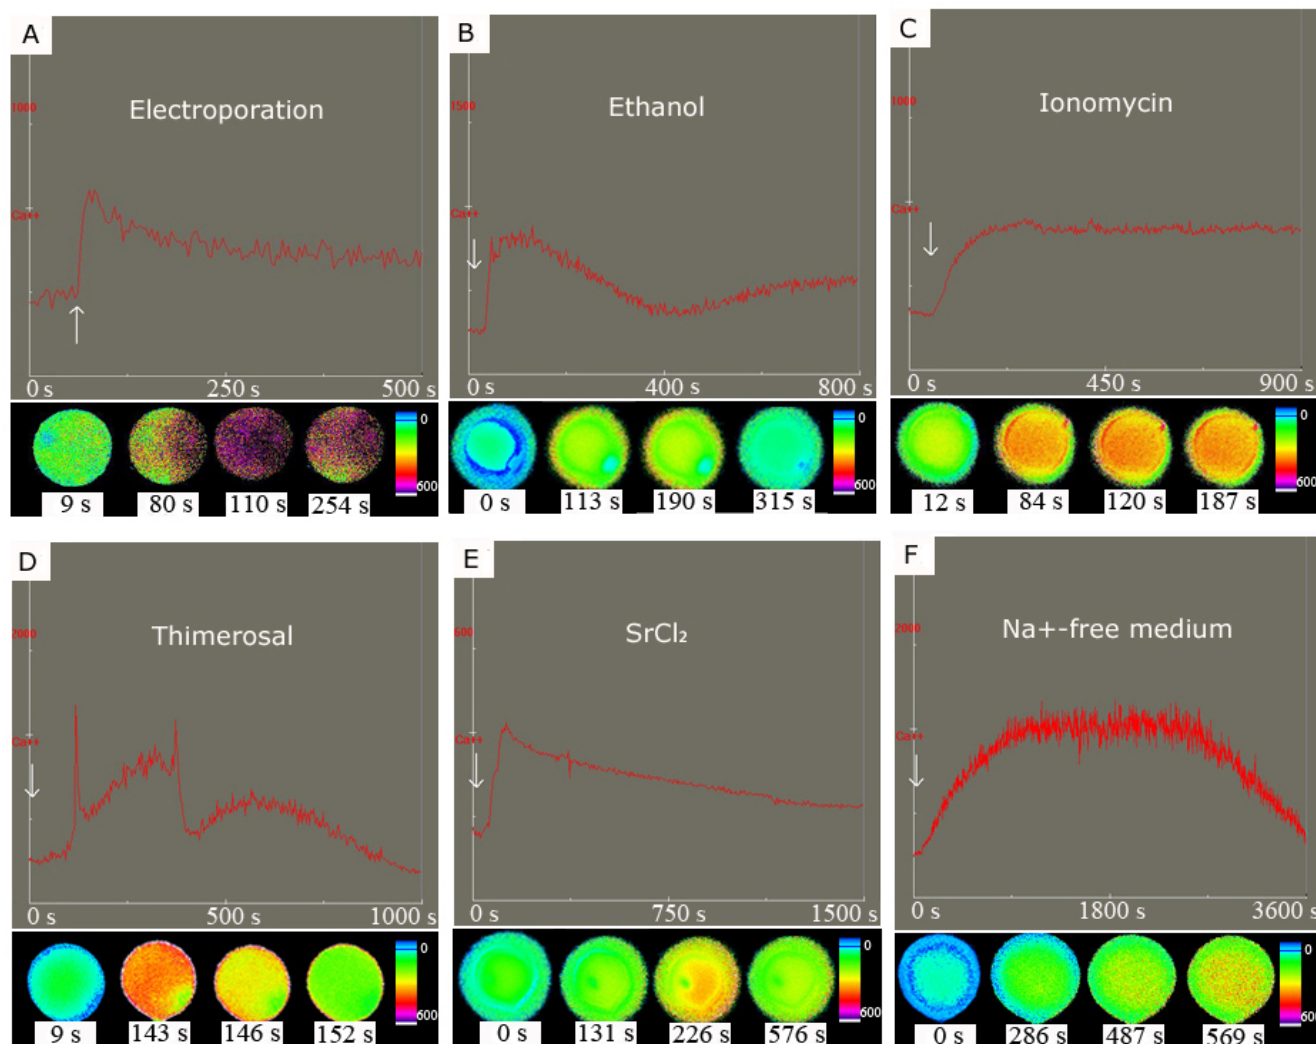 A
1000
Electroporation
Ca++
0 s 250 s 500 s
0
600
9 s 80 s 110 s 254 s
B
1500
Ethanol
Ca++
0 s 400 s 800 s
0
600
0 s 113 s 190 s 315 s
C
1000
Ionomycin
Ca++
0 s 450 s 900 s
0
600
12 s 84 s 120 s 187 s
D
2000
Thimerosal
Ca++
0 s 500 s 1000 s
0
600
9 s 143 s 146 s 152 s
E
600
SrCl₂
Ca++
0 s 750 s 1500 s
0
600
0 s 131 s 226 s 576 s
F
2000
Na+-free medium
Ca++
0 s 1800 s 3600 s
0
600
0 s 286 s 487 s 569 s